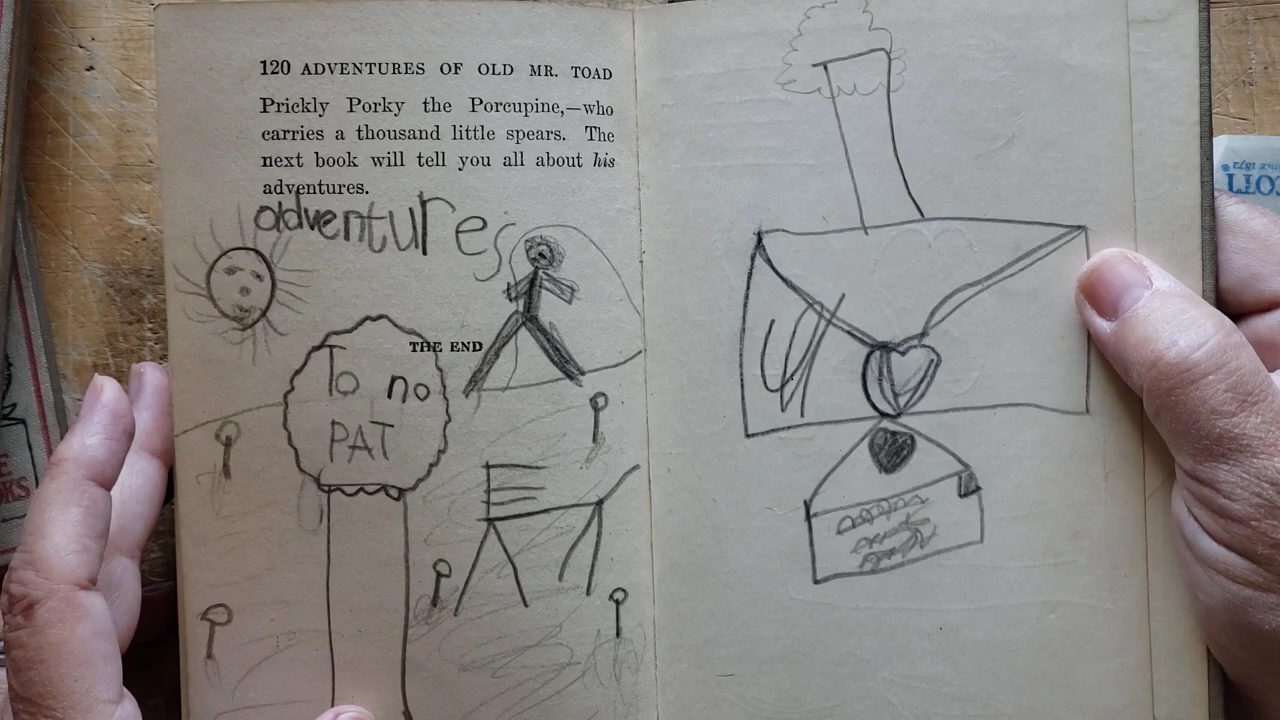 120 ADVENTURES OF OLD MR. TOAD
Prickly Porky the Porcupine,—who
carries a thousand little spears. The
next book will tell you all about his
adventures.
adventures
THE END
To no
PAT